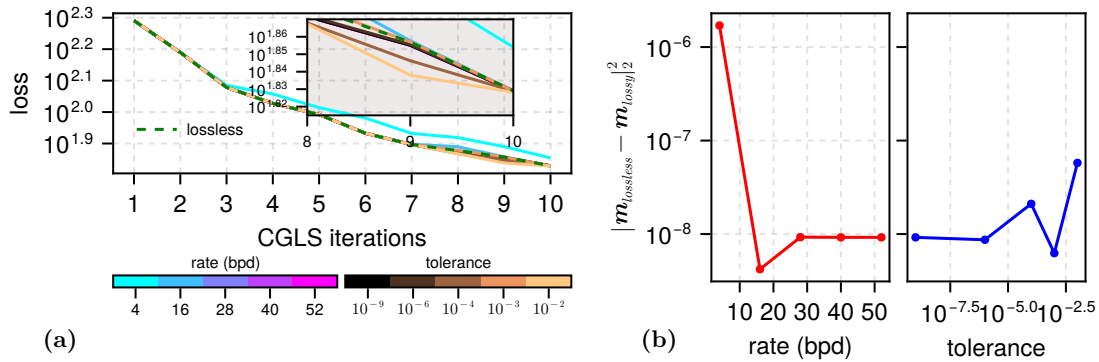 10^2.3
10^2.2
10^2.1
10^2.0
10^1.9
loss
lossless
10^1.86
10^1.85
10^1.84
10^1.83
10^1.82
8 9 10
1 2 3 4 5 6 7 8 9 10
CGLS iterations
rate (bpd)
4 16 28 40 52
tolerance
10^−9 10^−6 10^−4 10^−3 10^−2
(a)
|m_lossless − m_lossy|_2^2
10^−6
10^−7
10^−8
10 20 30 40 50
rate (bpd)
10^−7.5 10^−5.0 10^−2.5
tolerance
(b)